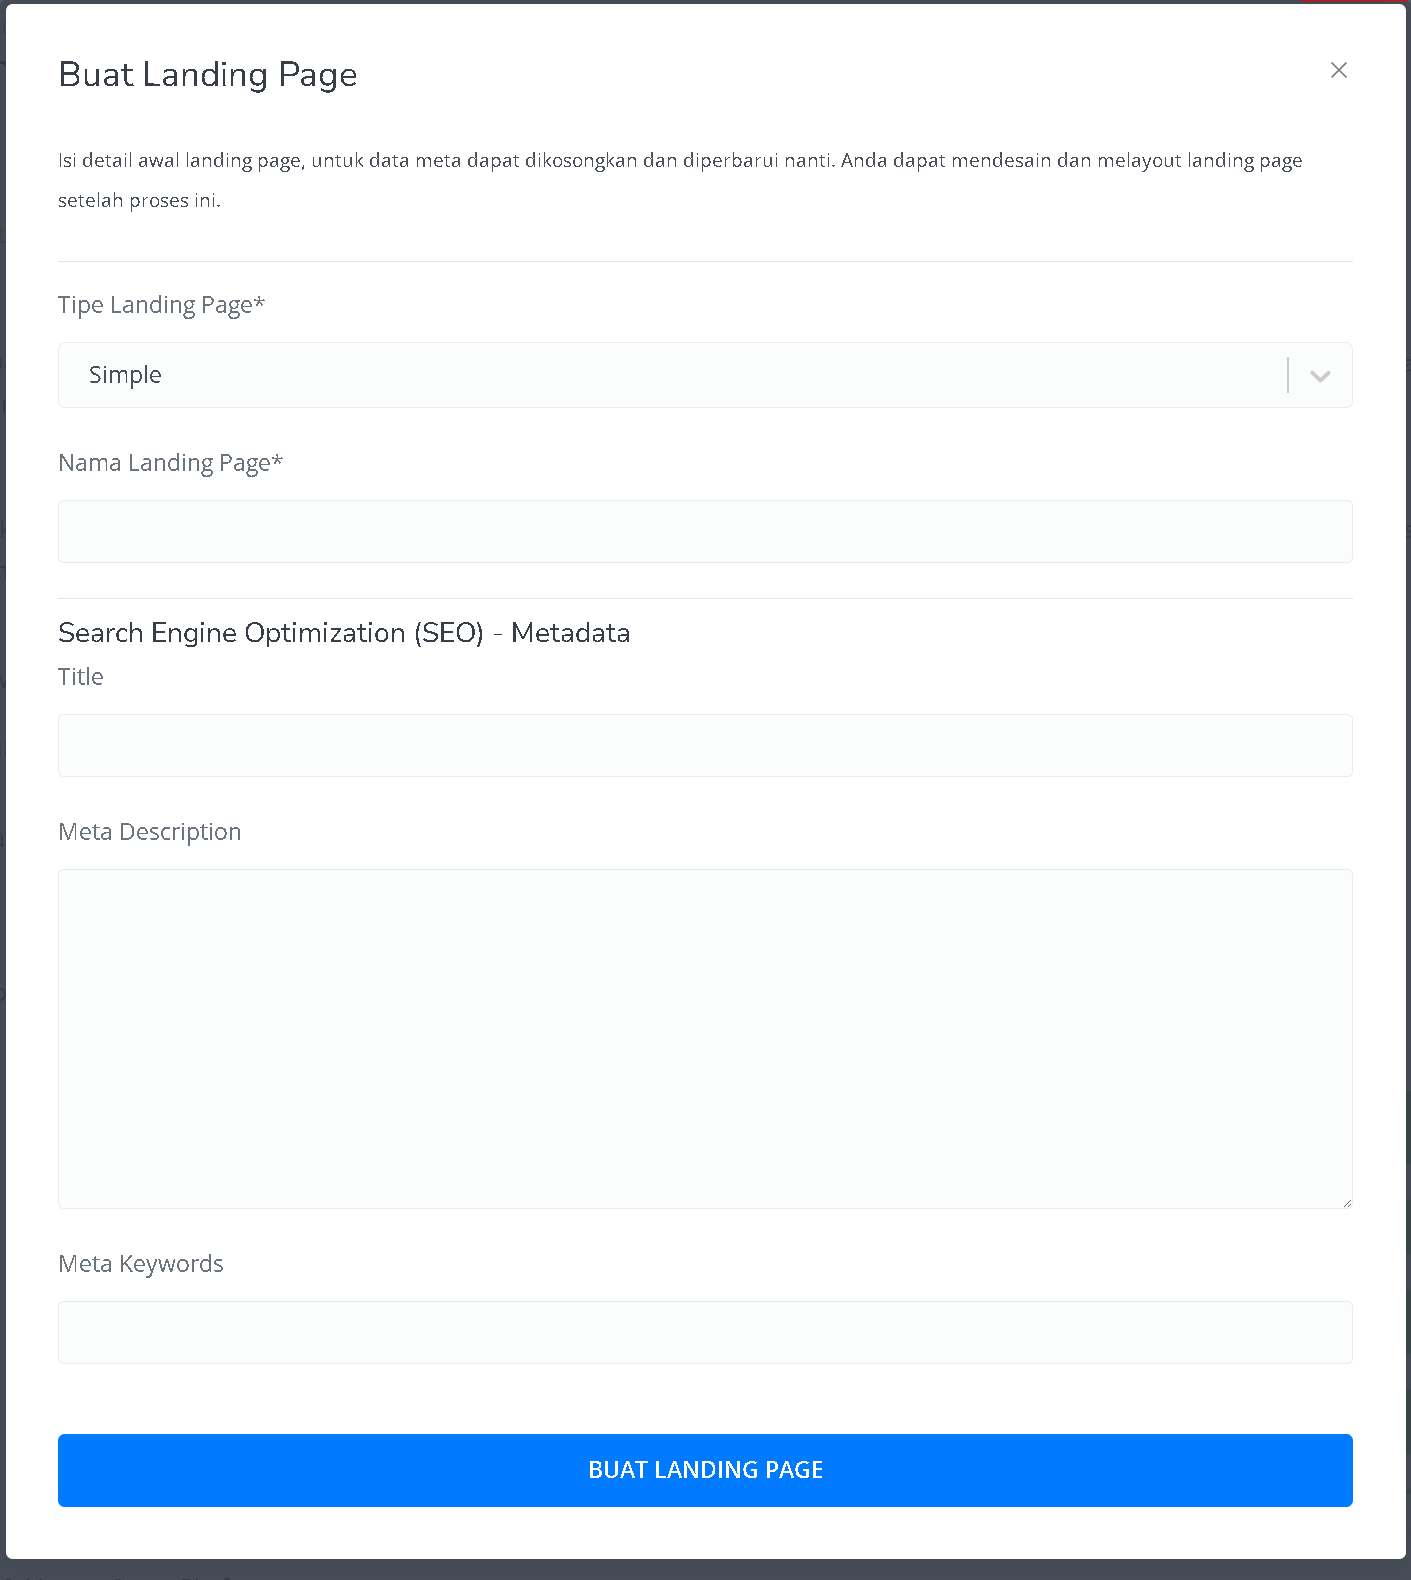 Buat Landing Page
Isi detail awal landing page, untuk data meta dapat dikosongkan dan diperbarui nanti. Anda dapat mendesain dan melayout landing page
setelah proses ini.
Tipe Landing Page*
Simple
Nama Landing Page*
Search Engine Optimization (SEO) - Metadata
Title
Meta Description
Meta Keywords
BUAT LANDING PAGE